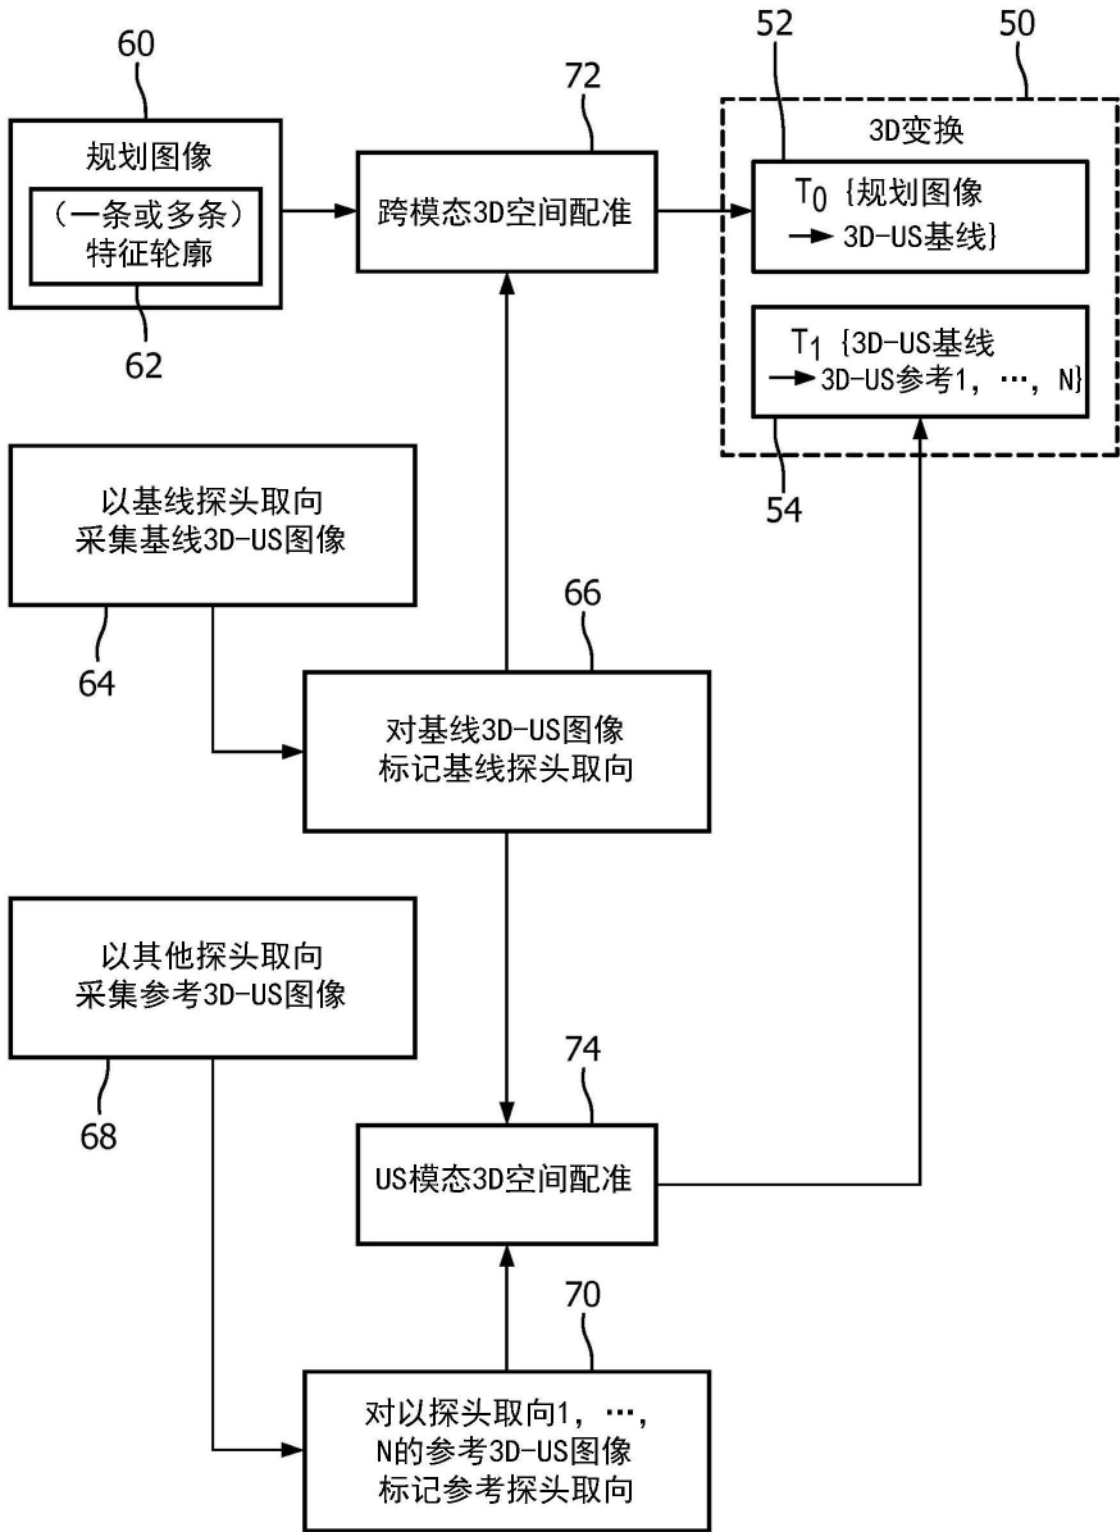 60
规划图像
（一条或多条）
特征轮廓
62
72
跨模态3D空间配准
52
50
3D变换
T0 {规划图像
3D-US基线}
T1 {3D-US基线
3D-US参考1, …, N}
54
以基线探头取向
采集基线3D-US图像
64
66
对基线3D-US图像
标记基线探头取向
以其他探头取向
采集参考3D-US图像
68
74
US模态3D空间配准
70
对以探头取向1, …,
N的参考3D-US图像
标记参考探头取向